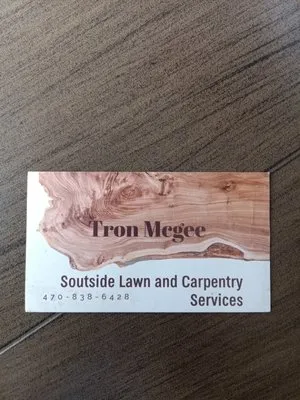 Tron Mcgee
Soutside Lawn and Carpentry
470-838-6428 Services